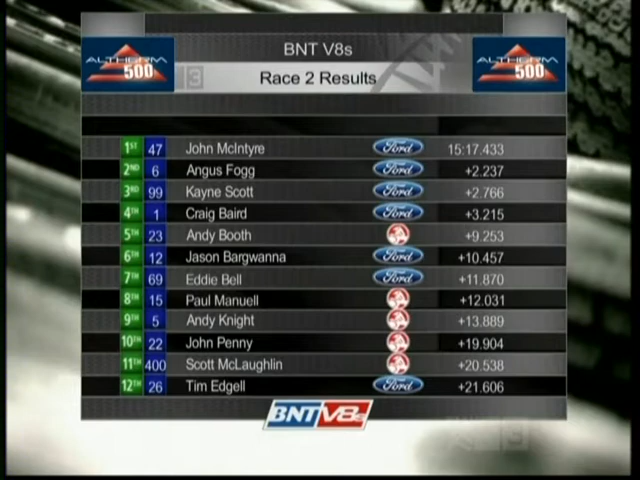 ALTHERM 500
BNT V8s
ALTHERM 500
3
Race 2 Results
1ST 47 John McIntyre Ford 15:17.433
2ND 6 Angus Fogg Ford +2.237
3RD 99 Kayne Scott Ford +2.766
4TH 1 Craig Baird Ford +3.215
5TH 23 Andy Booth +9.253
6TH 12 Jason Bargwanna Ford +10.457
7TH 69 Eddie Bell Ford +11.870
8TH 15 Paul Manuell +12.031
9TH 5 Andy Knight +13.889
10TH 22 John Penny +19.904
11TH 400 Scott McLaughlin +20.538
12TH 26 Tim Edgell Ford +21.606
BNT V8s
3